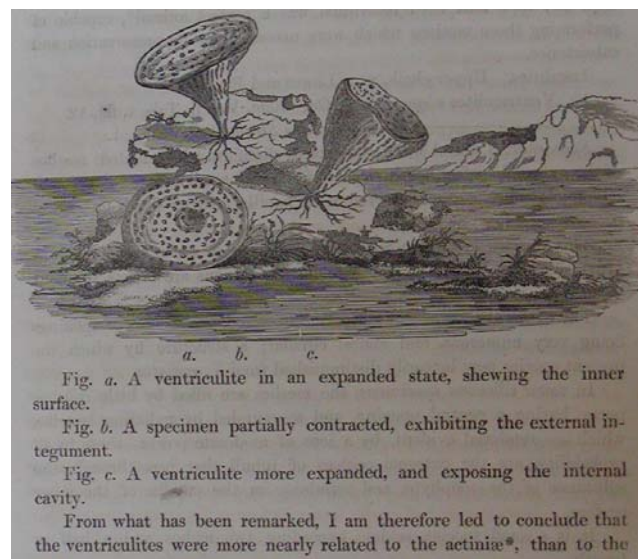 a. b. c.
Fig. a. A ventriculite in an expanded state, shewing the inner
surface.
Fig. b. A specimen partially contracted, exhibiting the external in-
tegument.
Fig. c. A ventriculite more expanded, and exposing the internal
cavity.
From what has been remarked, I am therefore led to conclude that
the ventriculites were more nearly related to the actiniæ*, than to the